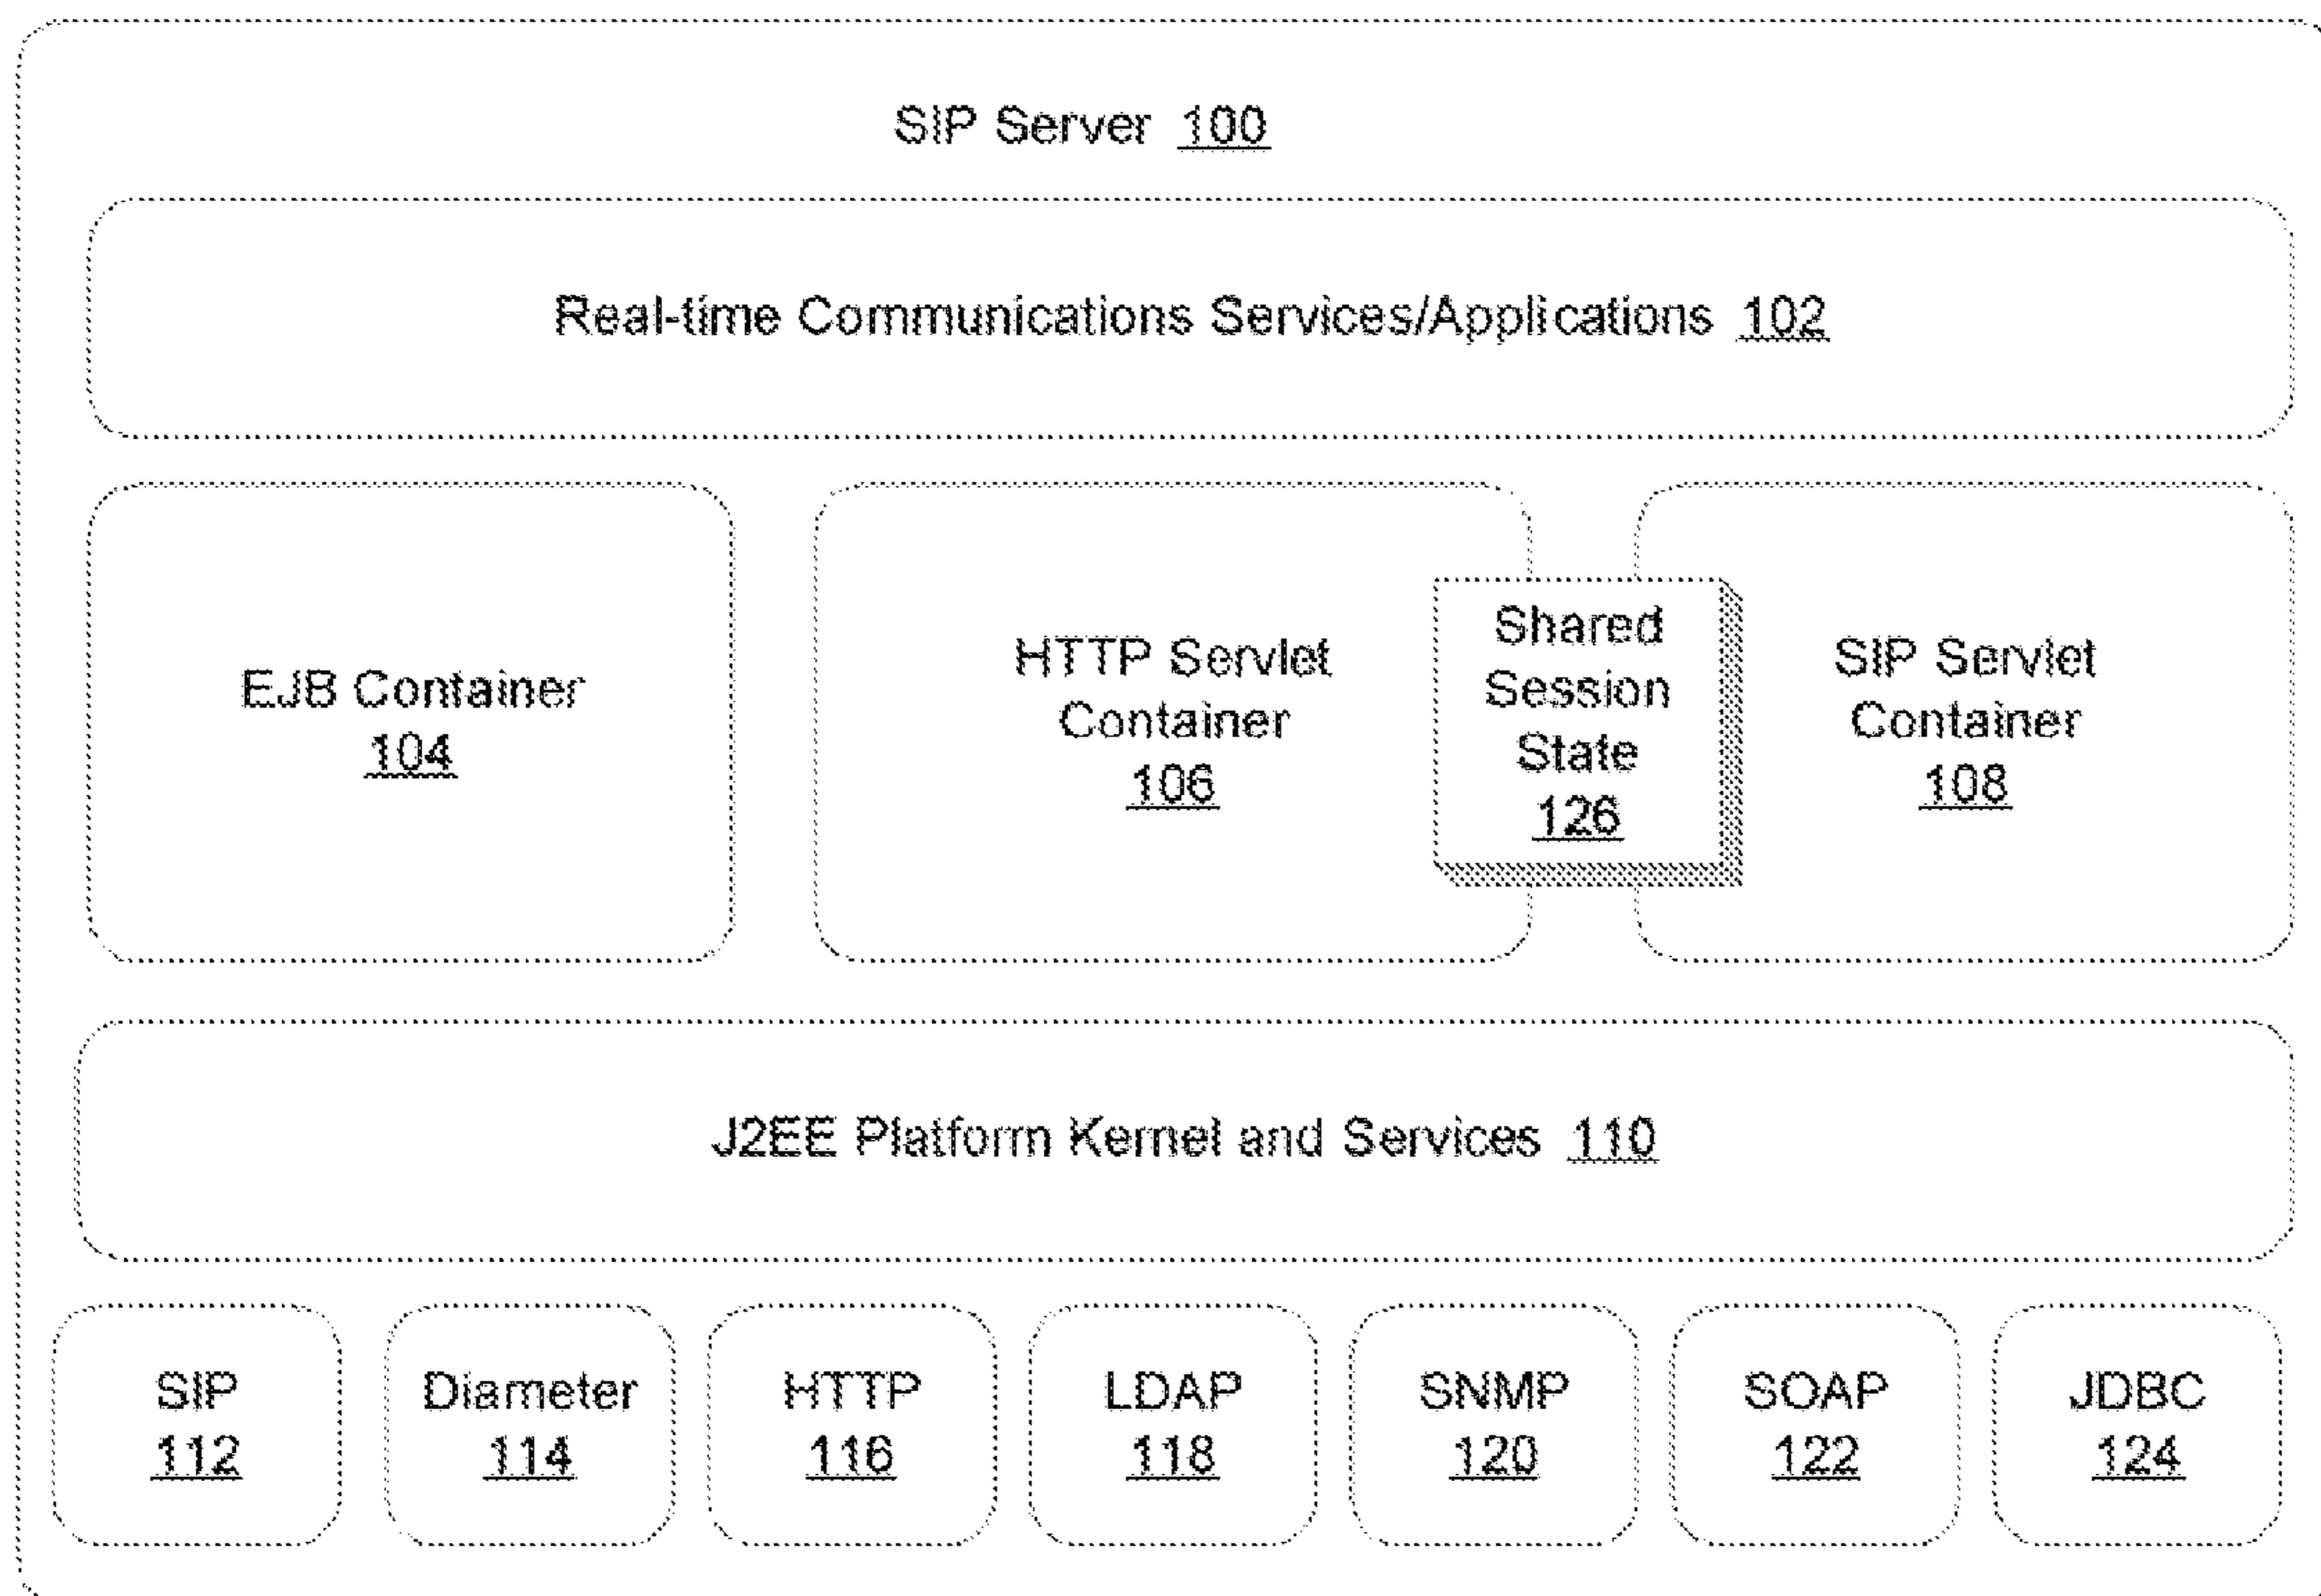 SIP Server 100
Real-time Communications Services/Applications 102
EJB Container
104
HTTP Servlet
Container
106
Shared
Session
State
126
SIP Servlet
Container
108
J2EE Platform Kernel and Services 110
SIP
112
Diameter
114
HTTP
116
LDAP
118
SNMP
120
SOAP
122
JDBC
124